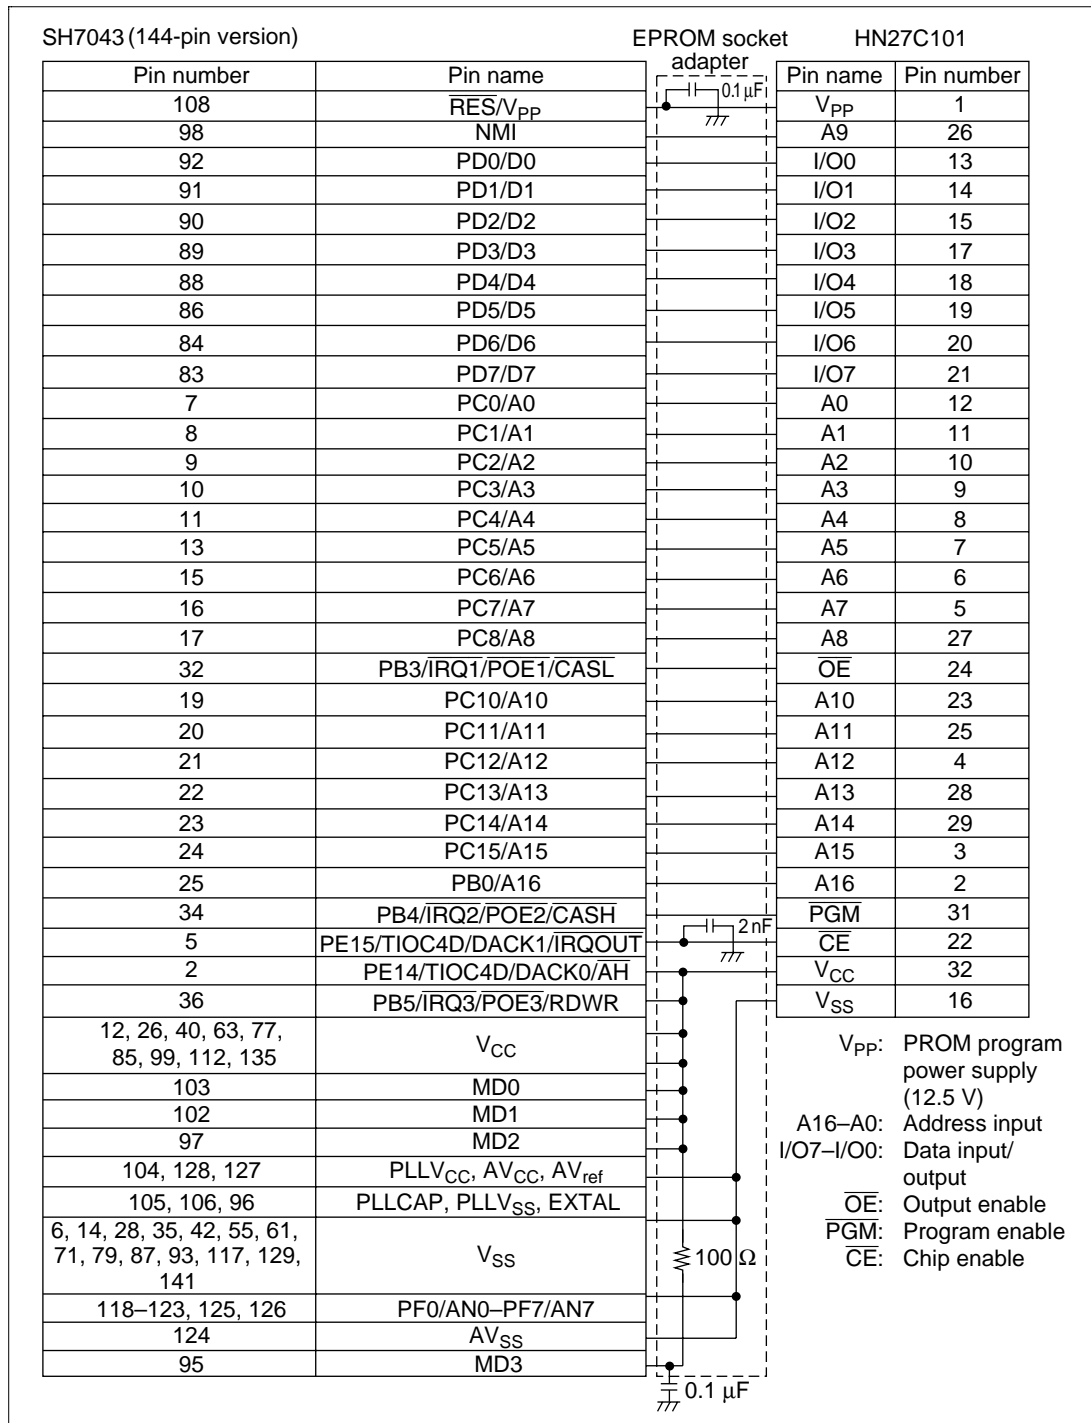 SH7043 (144-pin version) EPROM socket adapter HN27C101
Pin number Pin name Pin name Pin number
108 RES/VPP 0.1 µF VPP 1
98 NMI A9 26
92 PD0/D0 I/O0 13
91 PD1/D1 I/O1 14
90 PD2/D2 I/O2 15
89 PD3/D3 I/O3 17
88 PD4/D4 I/O4 18
86 PD5/D5 I/O5 19
84 PD6/D6 I/O6 20
83 PD7/D7 I/O7 21
7 PC0/A0 A0 12
8 PC1/A1 A1 11
9 PC2/A2 A2 10
10 PC3/A3 A3 9
11 PC4/A4 A4 8
13 PC5/A5 A5 7
15 PC6/A6 A6 6
16 PC7/A7 A7 5
17 PC8/A8 A8 27
32 PB3/IRQ1/POE1/CASL OE 24
19 PC10/A10 A10 23
20 PC11/A11 A11 25
21 PC12/A12 A12 4
22 PC13/A13 A13 28
23 PC14/A14 A14 29
24 PC15/A15 A15 3
25 PB0/A16 A16 2
34 PB4/IRQ2/POE2/CASH PGM 31
5 PE15/TIOC4D/DACK1/IRQOUT 2 nF CE 22
2 PE14/TIOC4D/DACK0/AH VCC 32
36 PB5/IRQ3/POE3/RDWR VSS 16
12, 26, 40, 63, 77,
85, 99, 112, 135 VCC
103 MD0
102 MD1
97 MD2
104, 128, 127 PLLVCC, AVCC, AVref
105, 106, 96 PLLCAP, PLLVSS, EXTAL
6, 14, 28, 35, 42, 55, 61,
71, 79, 87, 93, 117, 129,
141 VSS
100 Ω
118–123, 125, 126 PF0/AN0–PF7/AN7
124 AVSS
95 MD3
0.1 µF
VPP: PROM program
power supply
(12.5 V)
A16–A0: Address input
I/O7–I/O0: Data input/
output
OE: Output enable
PGM: Program enable
CE: Chip enable